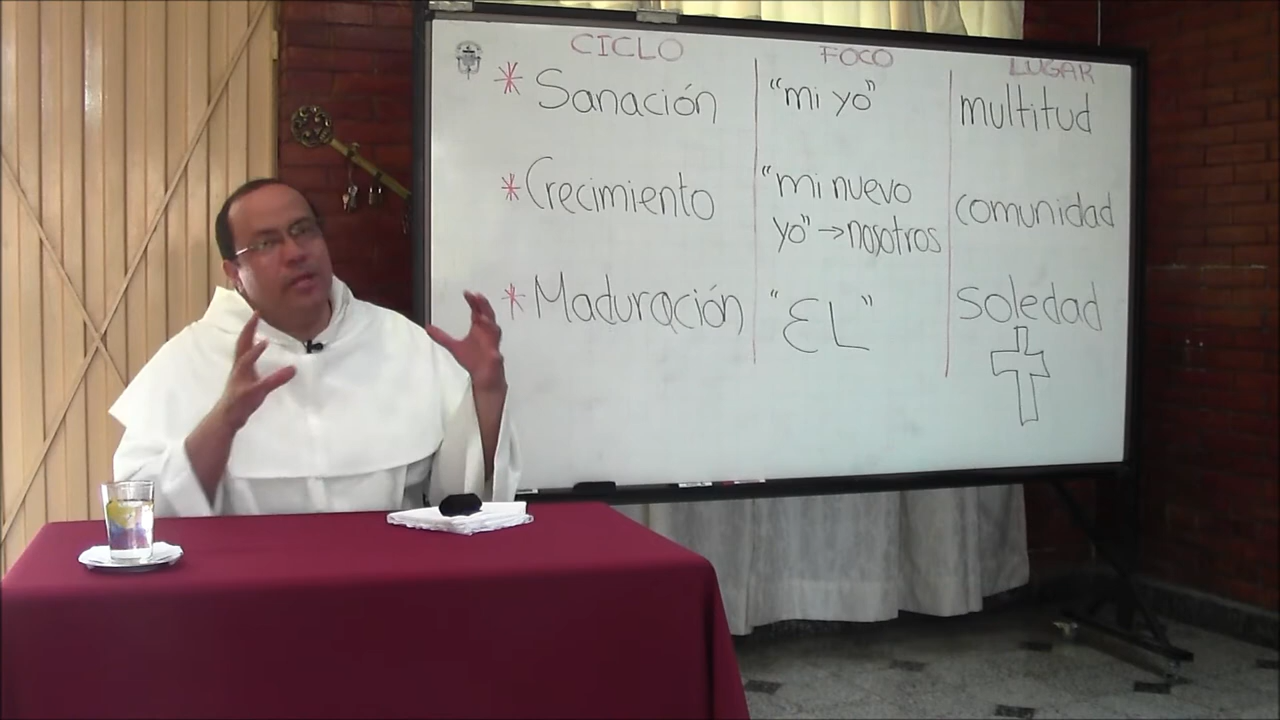 CICLO FOCO LUGAR
* Sanación "mi yo" multitud
* Crecimiento "mi nuevo yo" → nosotros comunidad
* Maduración "EL" soledad